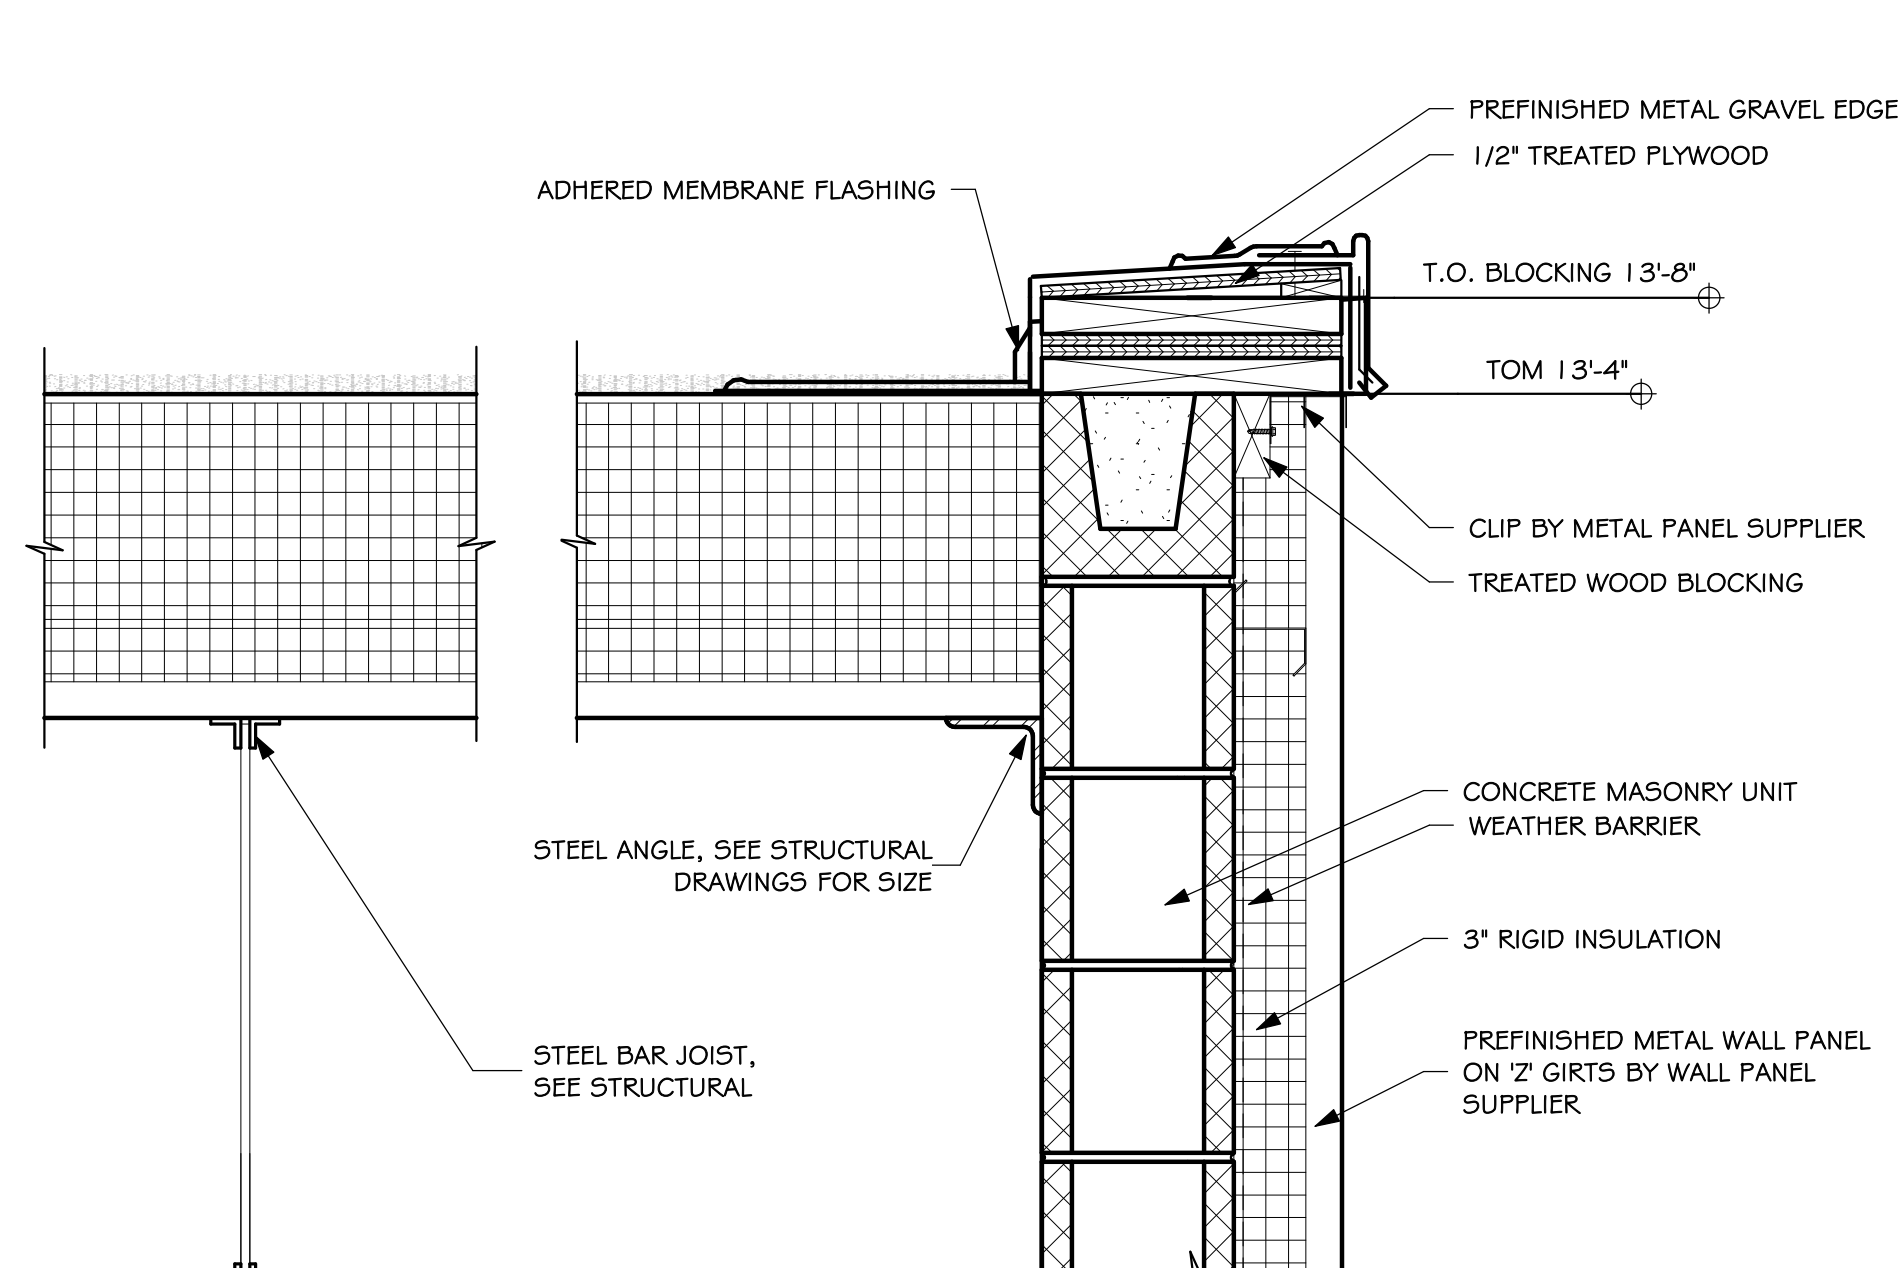 PREFINISHED METAL GRAVEL EDGE
1/2" TREATED PLYWOOD
ADHERED MEMBRANE FLASHING
T.O. BLOCKING 13'-8"
TOM 13'-4"
CLIP BY METAL PANEL SUPPLIER
TREATED WOOD BLOCKING
CONCRETE MASONRY UNIT
WEATHER BARRIER
STEEL ANGLE, SEE STRUCTURAL
DRAWINGS FOR SIZE
3" RIGID INSULATION
STEEL BAR JOIST,
SEE STRUCTURAL
PREFINISHED METAL WALL PANEL
ON 'Z' GIRTS BY WALL PANEL
SUPPLIER